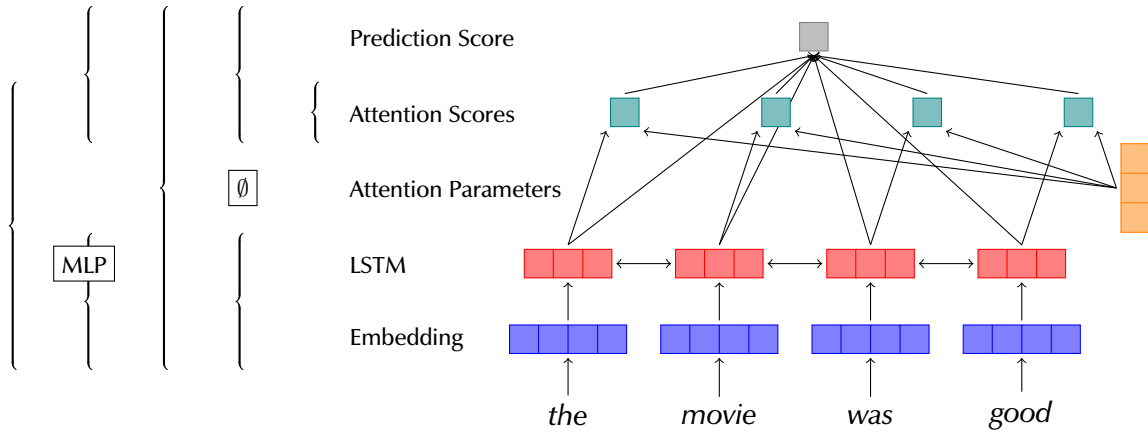 Prediction Score
Attention Scores
∅
Attention Parameters
MLP
LSTM
Embedding
the movie was good